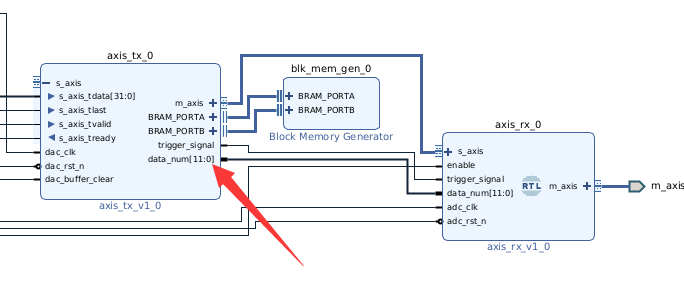 axis_tx_0
s_axis
s_axis_tdata[31:0]
s_axis_tlast
s_axis_tvalid
s_axis_tready
dac_clk
dac_rst_n
dac_buffer_clear
m_axis
BRAM_PORTA
BRAM_PORTB
trigger_signal
data_num[11:0]
axis_tx_v1_0
blk_mem_gen_0
BRAM_PORTA
BRAM_PORTB
Block Memory Generator
axis_rx_0
s_axis
enable
trigger_signal
data_num[11:0]
adc_clk
adc_rst_n
RTL
m_axis
axis_rx_v1_0
m_axis